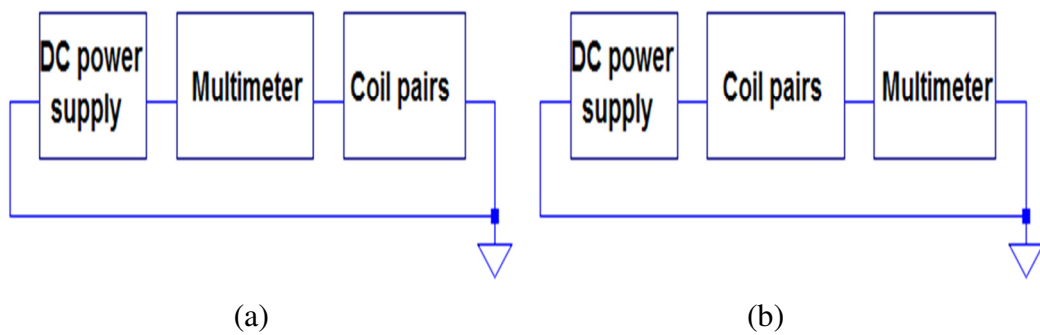 DC power
supply
Multimeter
Coil pairs
DC power
supply
Coil pairs
Multimeter
(a)
(b)